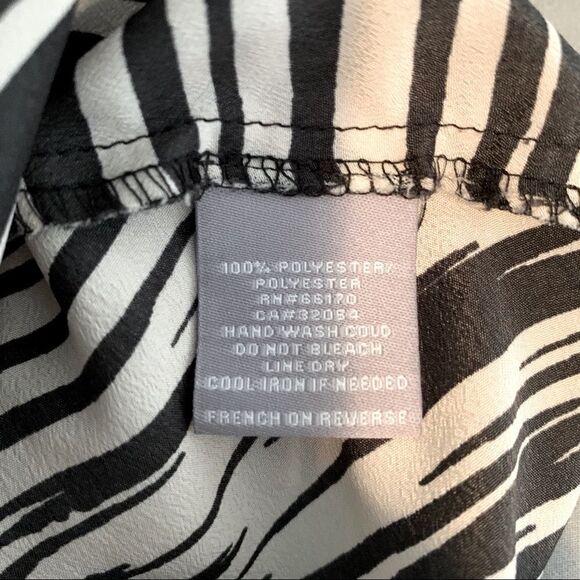 100% POLYESTER/
POLYESTER
RN#66170
CA#32054
HAND WASH COLD
DO NOT BLEACH
LINE DRY
COOL IRON IF NEEDED
FRENCH ON REVERSE